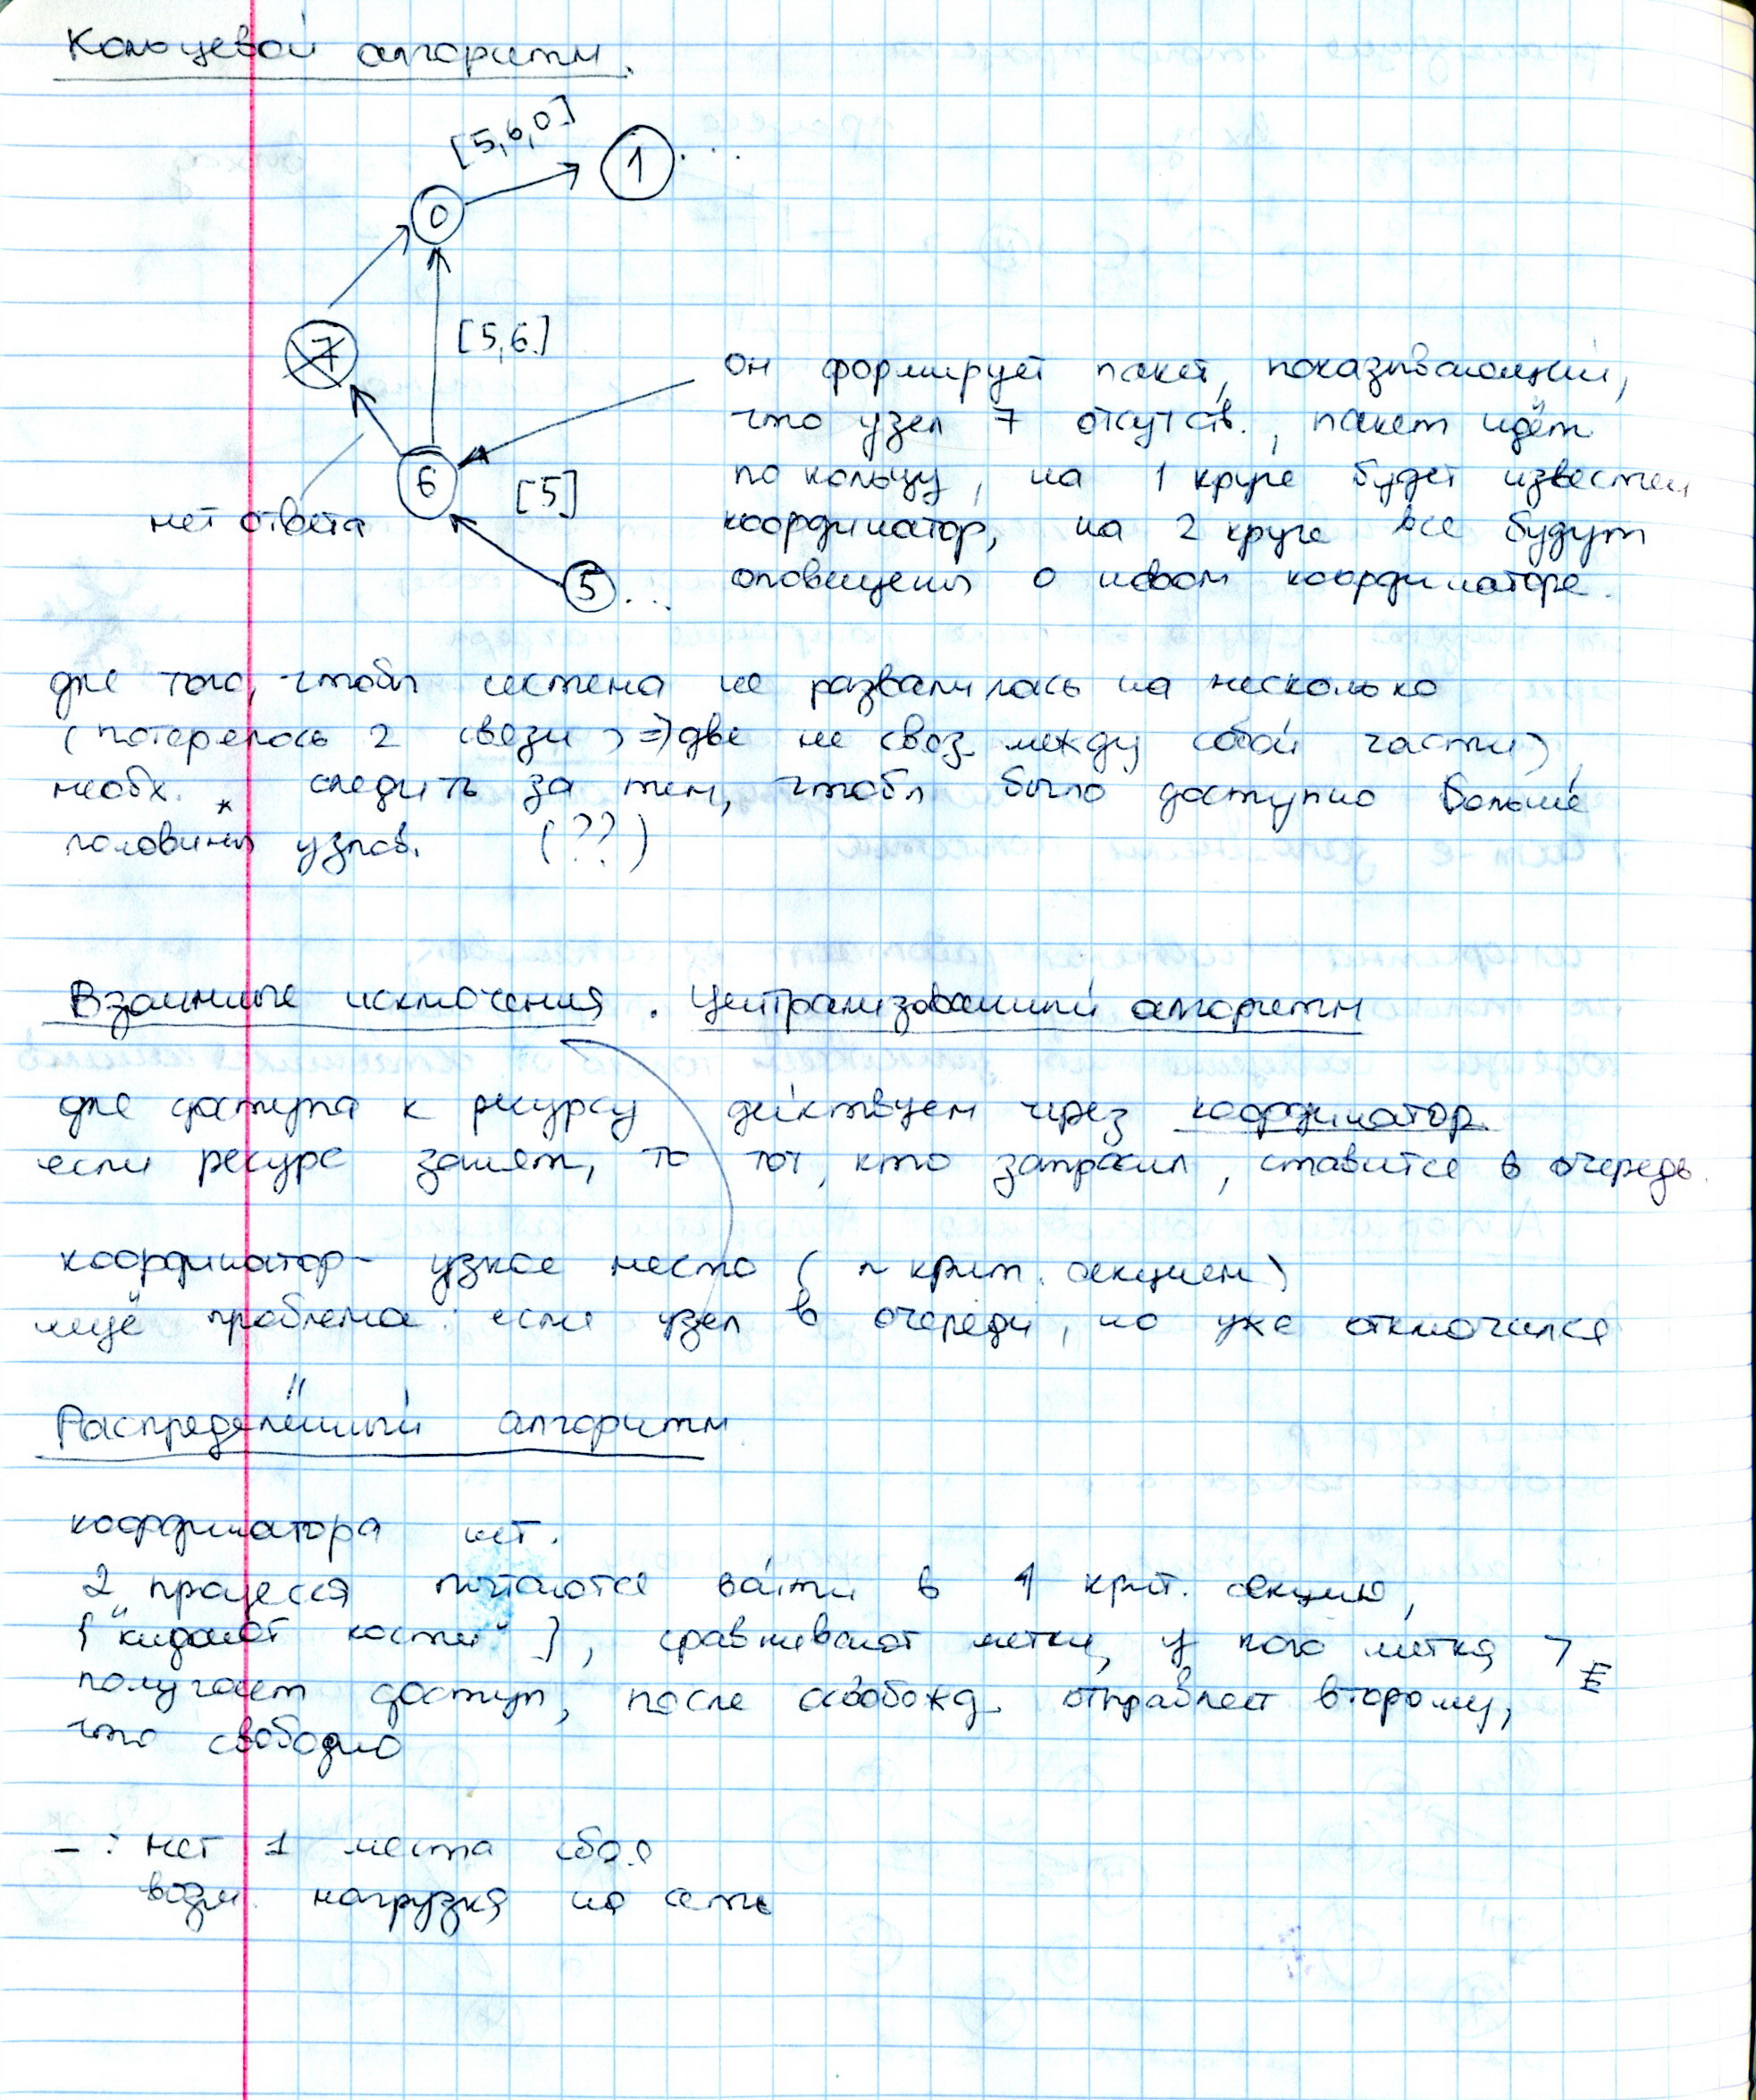 Кольцевой алгоритм.
[5,6,0]
1 ...
0
7
[5,6]
он формирует пакет, показывающий,
что узел 7 отсутств., пакет идёт
6
[5]
по кольцу, на 1 круге будет известен
нет ответа
координатор, на 2 круге все будут
5 ...
оповещены о новом координаторе.
для того, чтобы система не развалилась на несколько
(потерялось 2 связи => две не связ. между собой части),
необх. * следить за тем, чтобы было доступно больше
половины узлов. (??)
Взаимные исключения. Централизованный алгоритм
для доступа к ресурсу действуем через координатор.
если ресурс занят, то тот, кто запросил, ставится в очередь.
координатор - узкое место (~ крит. секцией)
ещё проблема: если узел в очереди, но уже отключился
Распределённый алгоритм
координатора нет.
2 процесса пытаются войти в 1 крит. секцию,
{"кидают кости"}, сравнивают метки, у кого метка >
получает доступ, после освобожд. отправляет второму,
что свободно
- : нет 1 места сбоя
возм. нагрузка на сеть